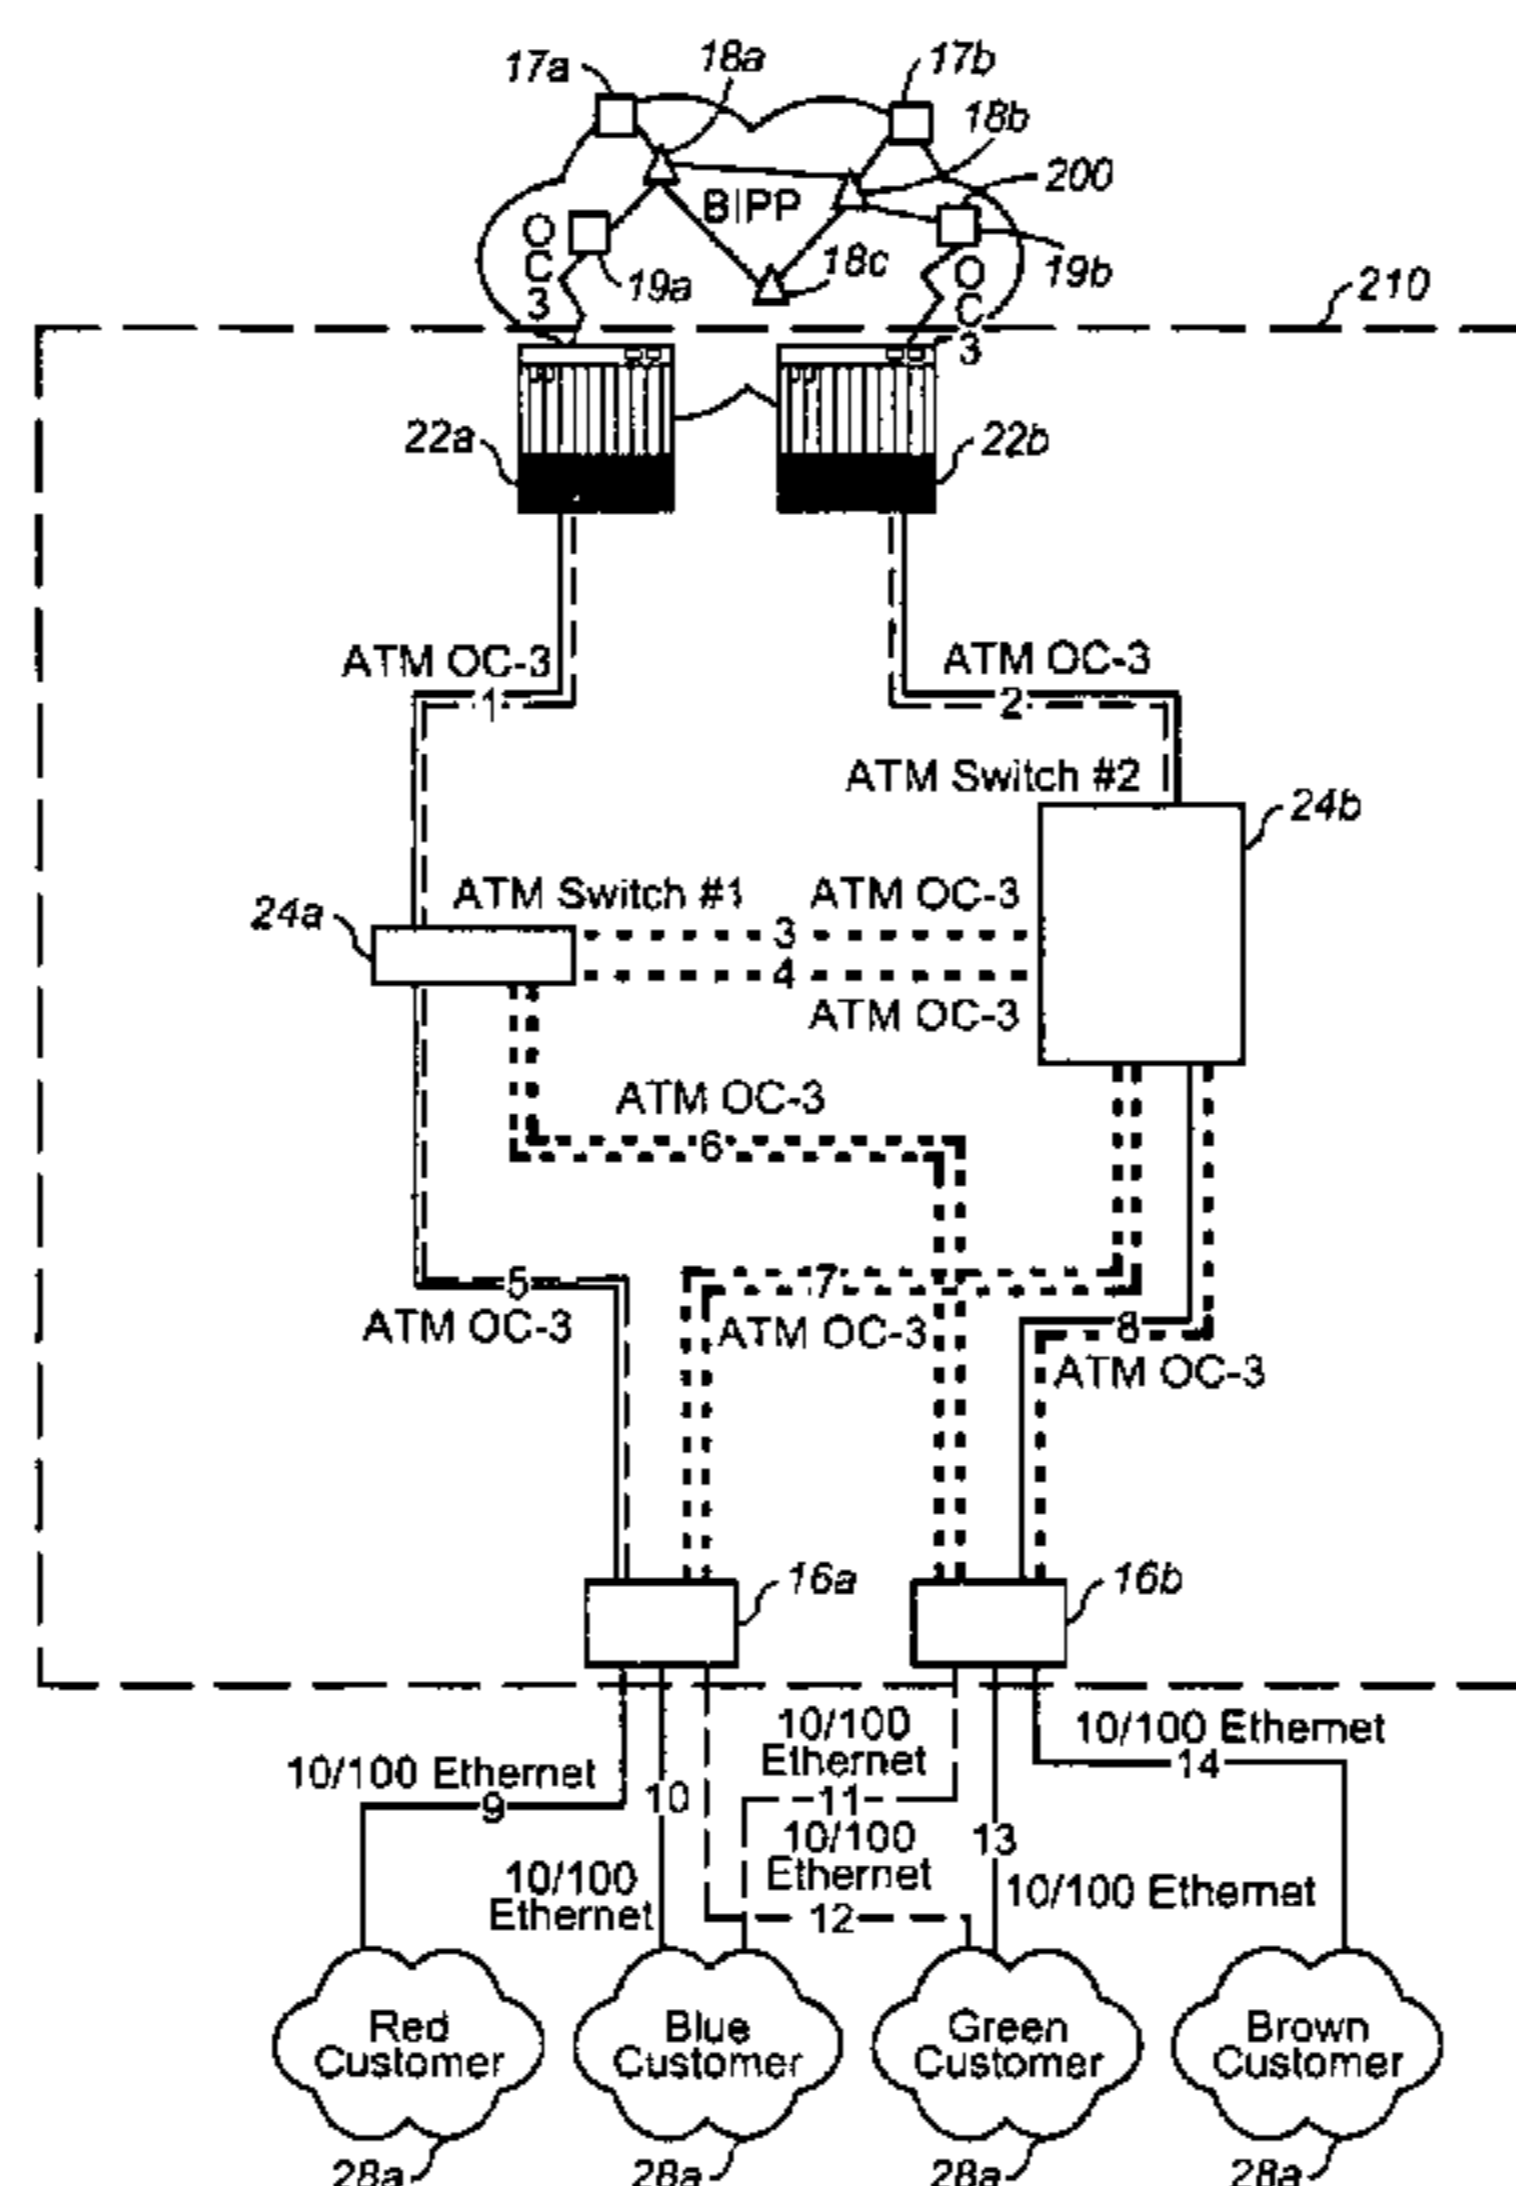 17a
18a
17b
18b
200
BIPP
O
C
3
19a
18c
O
C
3
19b
210
22a
22b
ATM OC-3
1
ATM OC-3
2
ATM Switch #2
24b
24a
ATM Switch #1
ATM OC-3
3
4
ATM OC-3
ATM OC-3
6
5
ATM OC-3
7
ATM OC-3
8
ATM OC-3
16a
16b
10/100 Ethernet
9
10
10/100
Ethernet
10/100
Ethernet
11
10/100
Ethernet
12
13
10/100 Ethernet
10/100 Ethernet
14
Red
Customer
Blue
Customer
Green
Customer
Brown
Customer
28a
28a
28a
28a